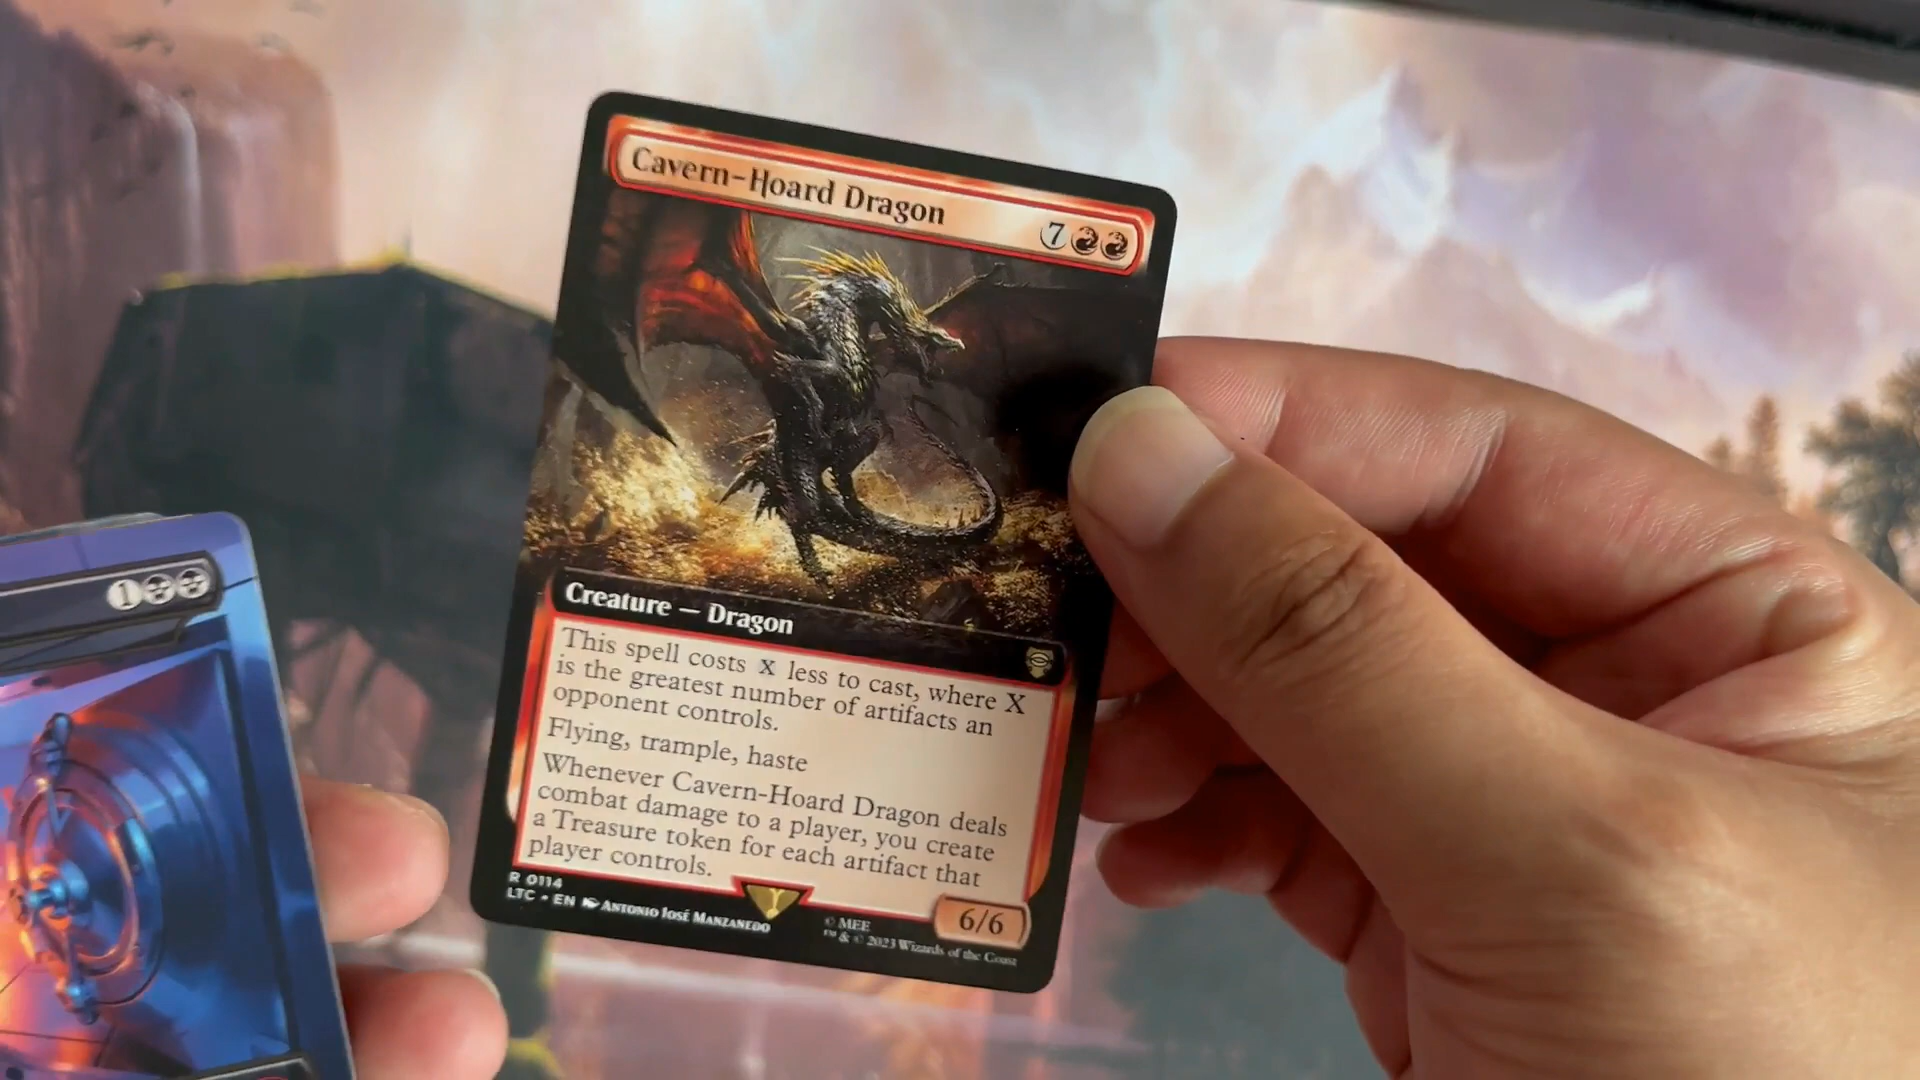 Cavern-Hoard Dragon
7
Creature — Dragon
This spell costs X less to cast, where X
is the greatest number of artifacts an
opponent controls.
Flying, trample, haste
Whenever Cavern-Hoard Dragon deals
combat damage to a player, you create
a Treasure token for each artifact that
player controls.
R 0114
LTC • EN Antonio José Manzanedo
© MEE
™ & © 2023 Wizards of the Coast
6/6
1